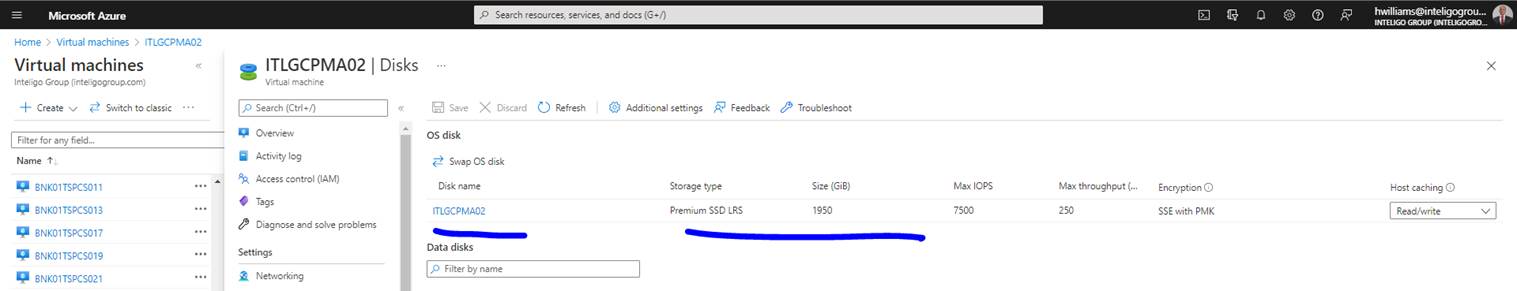 Microsoft Azure
Search resources, services, and docs (G+/)
hwilliams@inteligogrou...
INTELIGO GROUP (INTELIGOGRO...
Home > Virtual machines > ITLGCPMA02
Virtual machines «
Inteligo Group (inteligogroup.com)
+ Create Switch to classic ...
Filter for any field...
Name ↑↓
BNK01TSPCS011 ...
BNK01TSPCS013 ...
BNK01TSPCS017 ...
BNK01TSPCS019 ...
BNK01TSPCS021 ...
ITLGCPMA02 | Disks ...
Virtual machine
Search (Ctrl+/) «
Overview
Activity log
Access control (IAM)
Tags
Diagnose and solve problems
Settings
Networking
Save Discard Refresh Additional settings Feedback Troubleshoot
OS disk
Swap OS disk
Disk name Storage type Size (GiB) Max IOPS Max throughput (... Encryption Host caching
ITLGCPMA02 Premium SSD LRS 1950 7500 250 SSE with PMK Read/write
Data disks
Filter by name